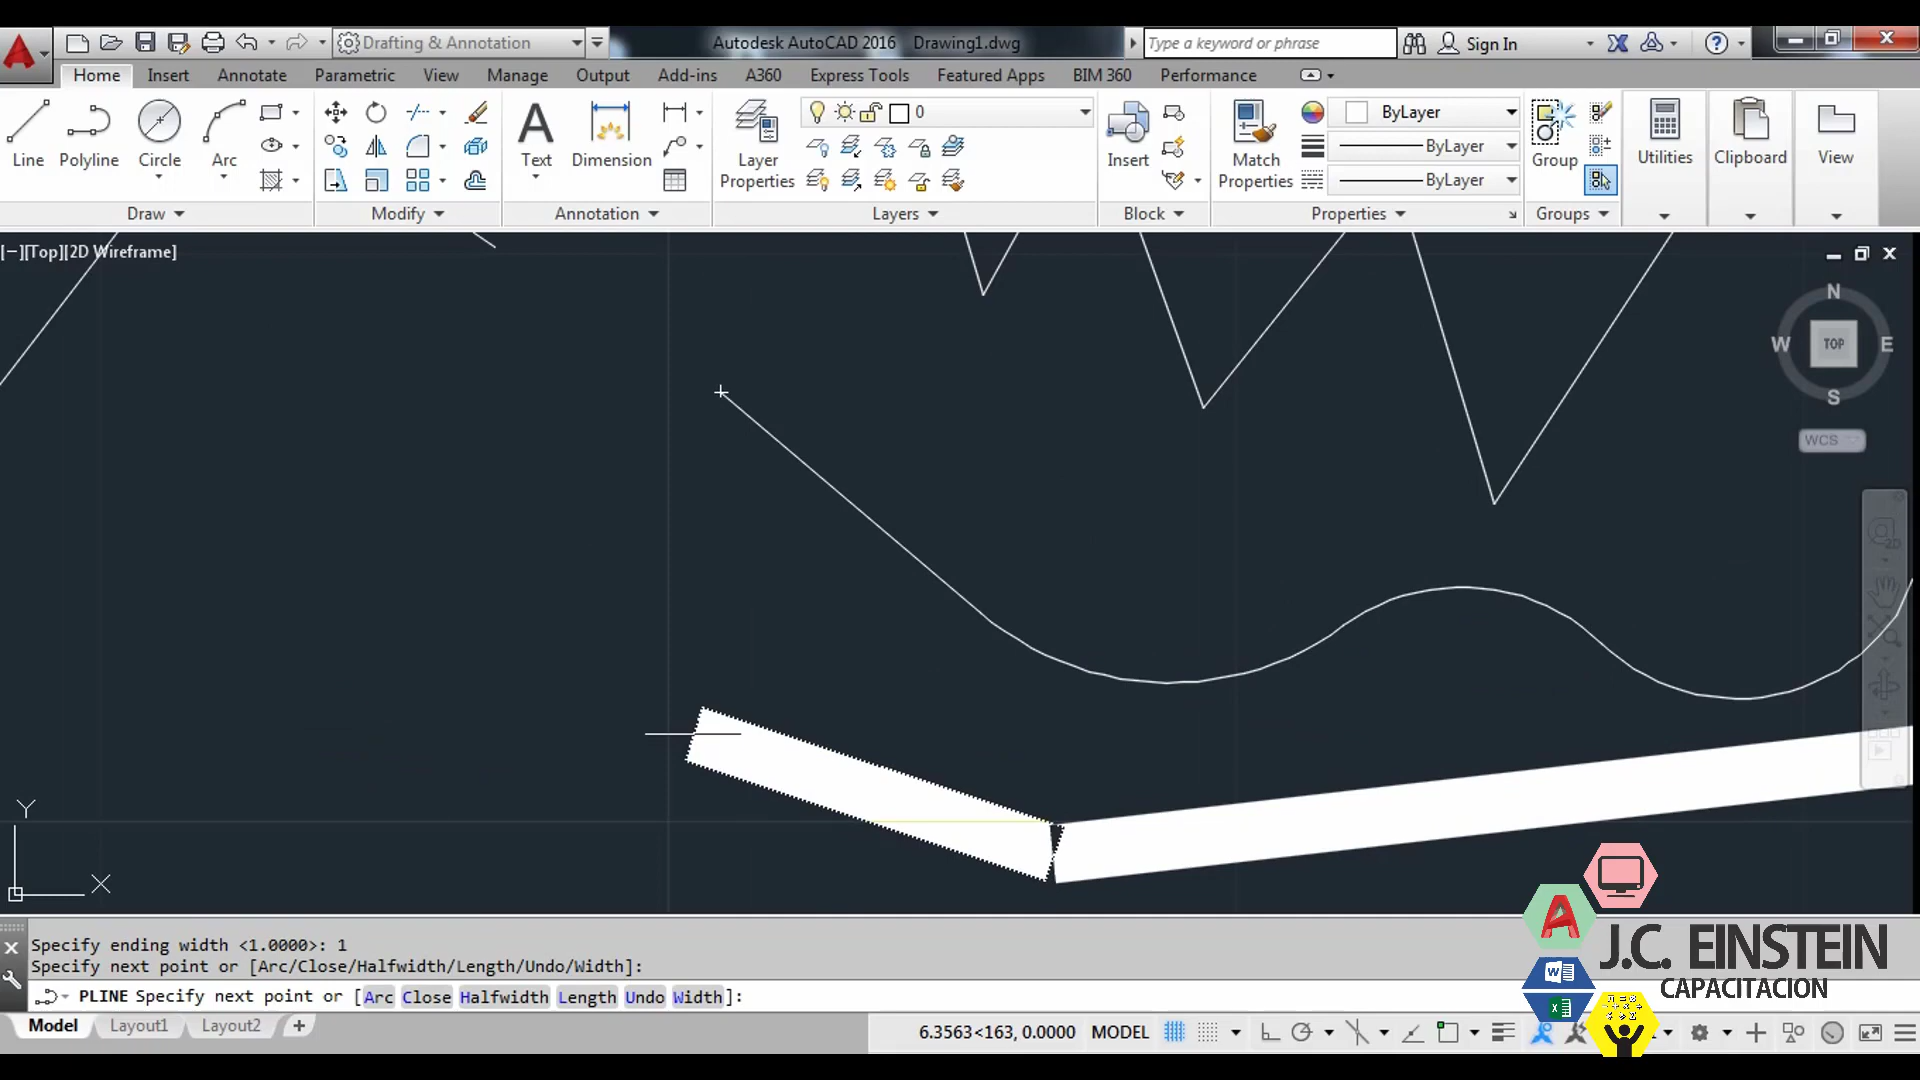 Drafting & Annotation
Autodesk AutoCAD 2016 Drawing1.dwg
Type a keyword or phrase
Sign In
Home Insert Annotate Parametric View Manage Output Add-ins A360 Express Tools Featured Apps BIM 360 Performance
Line Polyline Circle Arc
Text Dimension
Layer Properties
0
Insert
Match Properties
ByLayer
ByLayer
ByLayer
Group
Utilities
Clipboard
View
Draw Modify Annotation Layers Block Properties Groups
[−][Top][2D Wireframe]
N
W TOP E
S
WCS
2D
Y
X
Specify ending width <1.0000>: 1
Specify next point or [Arc/Close/Halfwidth/Length/Undo/Width]:
PLINE Specify next point or [Arc Close Halfwidth Length Undo Width]:
Model Layout1 Layout2 +
6.3563<163, 0.0000 MODEL
A
J.C. EINSTEIN
CAPACITACION